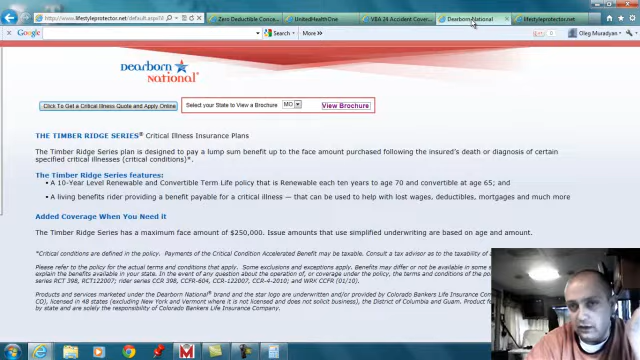 http://www.lifestyleprotector.net/default.aspx?
Zero Deductible Conce...
UnitedHealthOne
VBA 24 Accident Cover...
Dearborn National
lifestyleprotector.net
Search
More »
Oleg Muradyan
DEARBORN
NATIONAL
Click To Get a Critical Illness Quote and Apply Online
Select your State to View a Brochure
MO
View Brochure
THE TIMBER RIDGE SERIES® Critical Illness Insurance Plans
The Timber Ridge Series plan is designed to pay a lump sum benefit up to the face amount purchased following the insured's death or diagnosis of certain
specified critical illnesses (critical conditions)*.
The Timber Ridge Series features:
• A 10-Year Level Renewable and Convertible Term Life policy that is Renewable each ten years to age 70 and convertible at age 65; and
• A living benefits rider providing a benefit payable for a critical illness — that can be used to help with lost wages, deductibles, mortgages and much more
Added Coverage When You Need it
The Timber Ridge Series has a maximum face amount of $250,000. Issue amounts that use simplified underwriting are based on age and amount.
*Critical conditions are defined in the policy. Payments of the Critical Condition Accelerated Benefit may be taxable. Consult a tax advisor as to the taxability of
Please refer to the policy for the actual terms and conditions that apply. Some exclusions and exceptions apply. Benefits may differ or not be available in some
explain the benefits available in your state. In the event of any question about the operation of, or coverage under the policy, the terms and conditions of the
RCT 398, RCT122007, rider series CCR 398, CCFR-604, CCR-122007, CCR-4-2010; and WRK CCFR (01/10)
Products and services marketed under the Dearborn National® brand and the star logo are underwritten and/or provided by Colorado Bankers Life Insurance Com
CO), licensed in 48 states (excluding New York and Vermont where it is not licensed and does not solicit business), the District of Columbia and Guam. Product fe
by state and are solely the responsibility of Colorado Bankers Life Insurance Company.